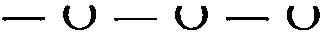 — ∪ — ∪ — ∪